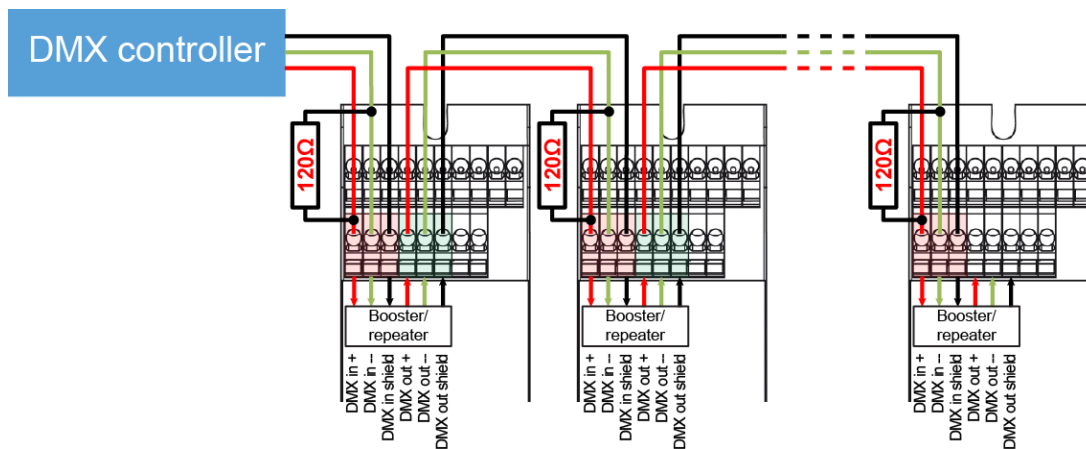 DMX controller
120Ω
120Ω
120Ω
Booster/
repeater
Booster/
repeater
Booster/
repeater
DMX in +
DMX in --
DMX in shield
DMX out +
DMX out --
DMX out shield
DMX in +
DMX in --
DMX in shield
DMX out +
DMX out --
DMX out shield
DMX in +
DMX in --
DMX in shield
DMX out +
DMX out --
DMX out shield